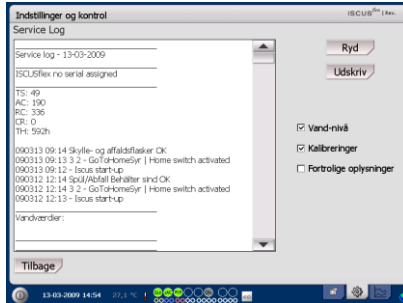 Indstillinger og kontrol
ISCUSflex
Service Log
Service log - 13-03-2009
ISCUSflex no serial assigned
TS: 49
AC: 190
RC: 336
CR: 0
TH: 592h
090313 09:14 Skylle- og affaldsflasker OK
090313 09:13 3 2 - GoToHomeSyr | Home switch activated
090313 09:12 - Iscus start-up
090312 12:14 Spül/Abfall Behälter sind OK
090312 12:14 3 2 - GoToHomeSyr | Home switch activated
090312 12:13 - Iscus start-up
Vandværdier:
Ryd
Udskriv
Vand-nivå
Kalibreringer
Fortrolige oplysninger
Tilbage
13-03-2009 14:54
27,1 °C